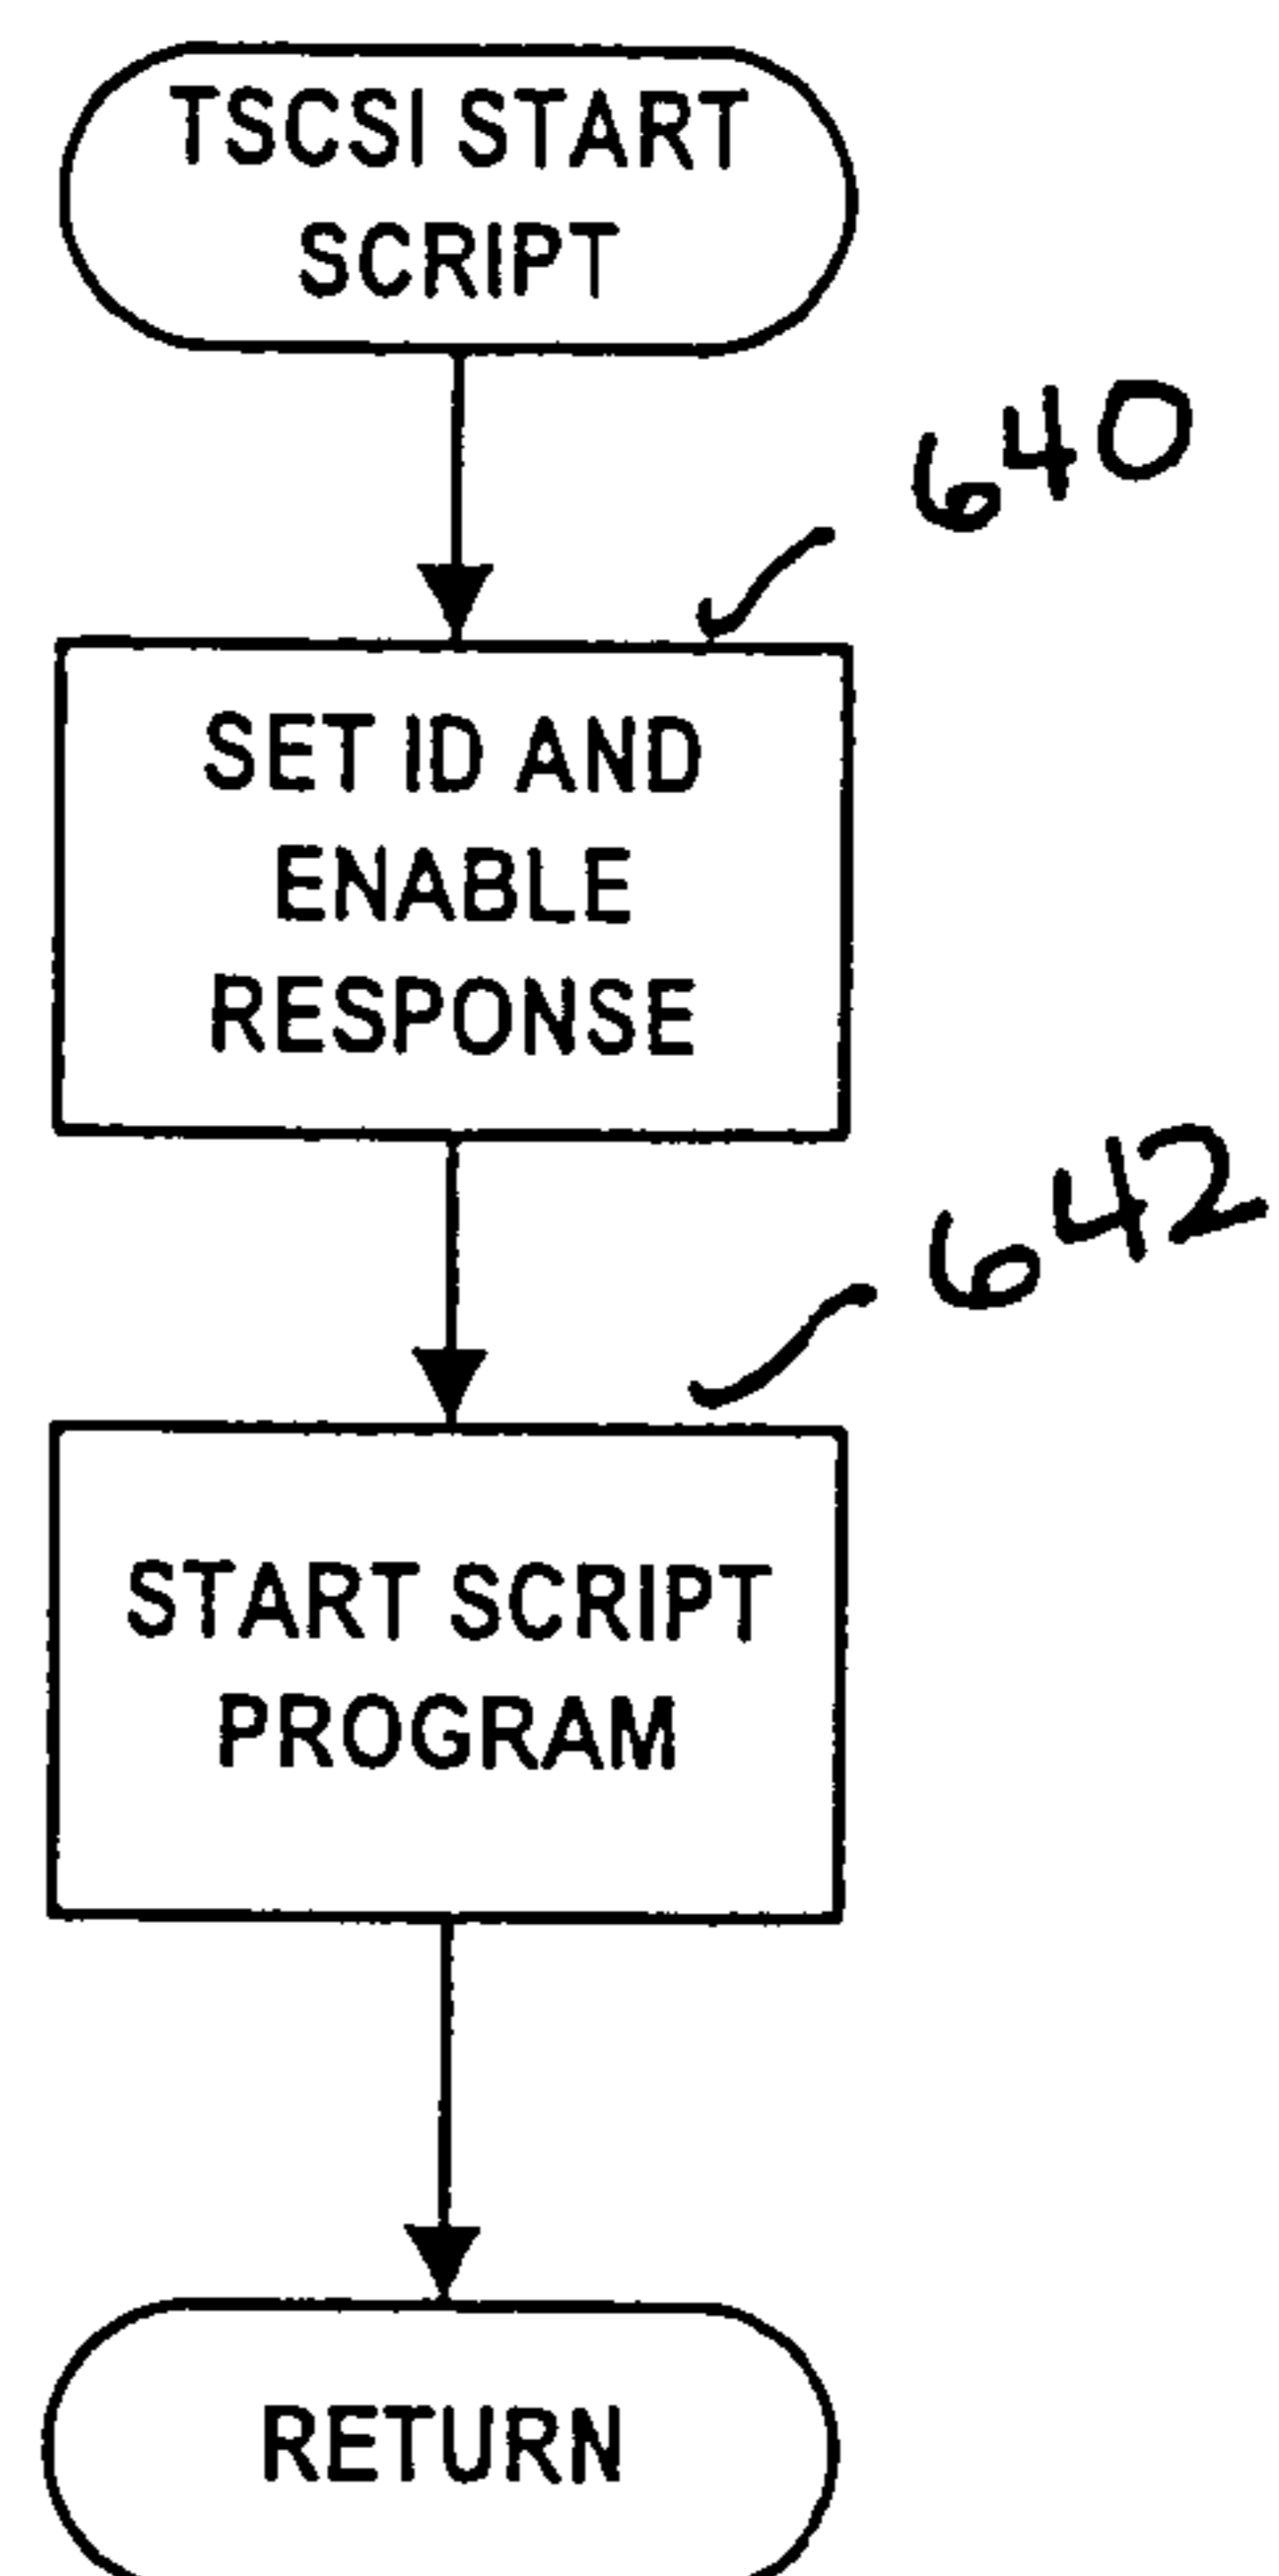 TSCSI START
SCRIPT
640
SET ID AND
ENABLE
RESPONSE
642
START SCRIPT
PROGRAM
RETURN